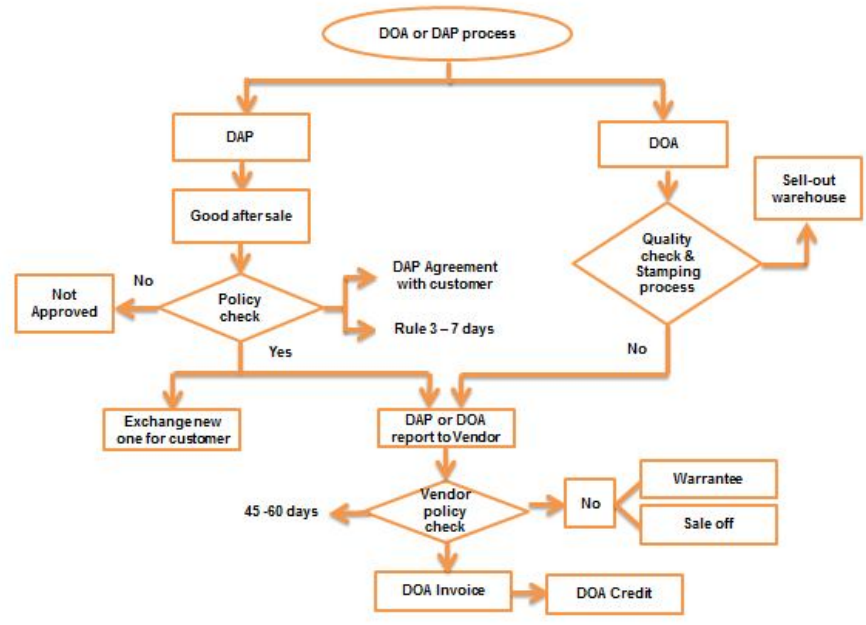 DOA or DAP process
DAP
DOA
Sell-out
warehouse
Good after sale
Quality
check &
Stamping
process
DAP Agreement
with customer
No
Not
Approved
Policy
check
Rule 3 – 7 days
Yes
No
Exchange new
one for customer
DAP or DOA
report to Vendor
Warrantee
45 -60 days
Vendor
policy
check
No
Sale off
DOA Invoice
DOA Credit